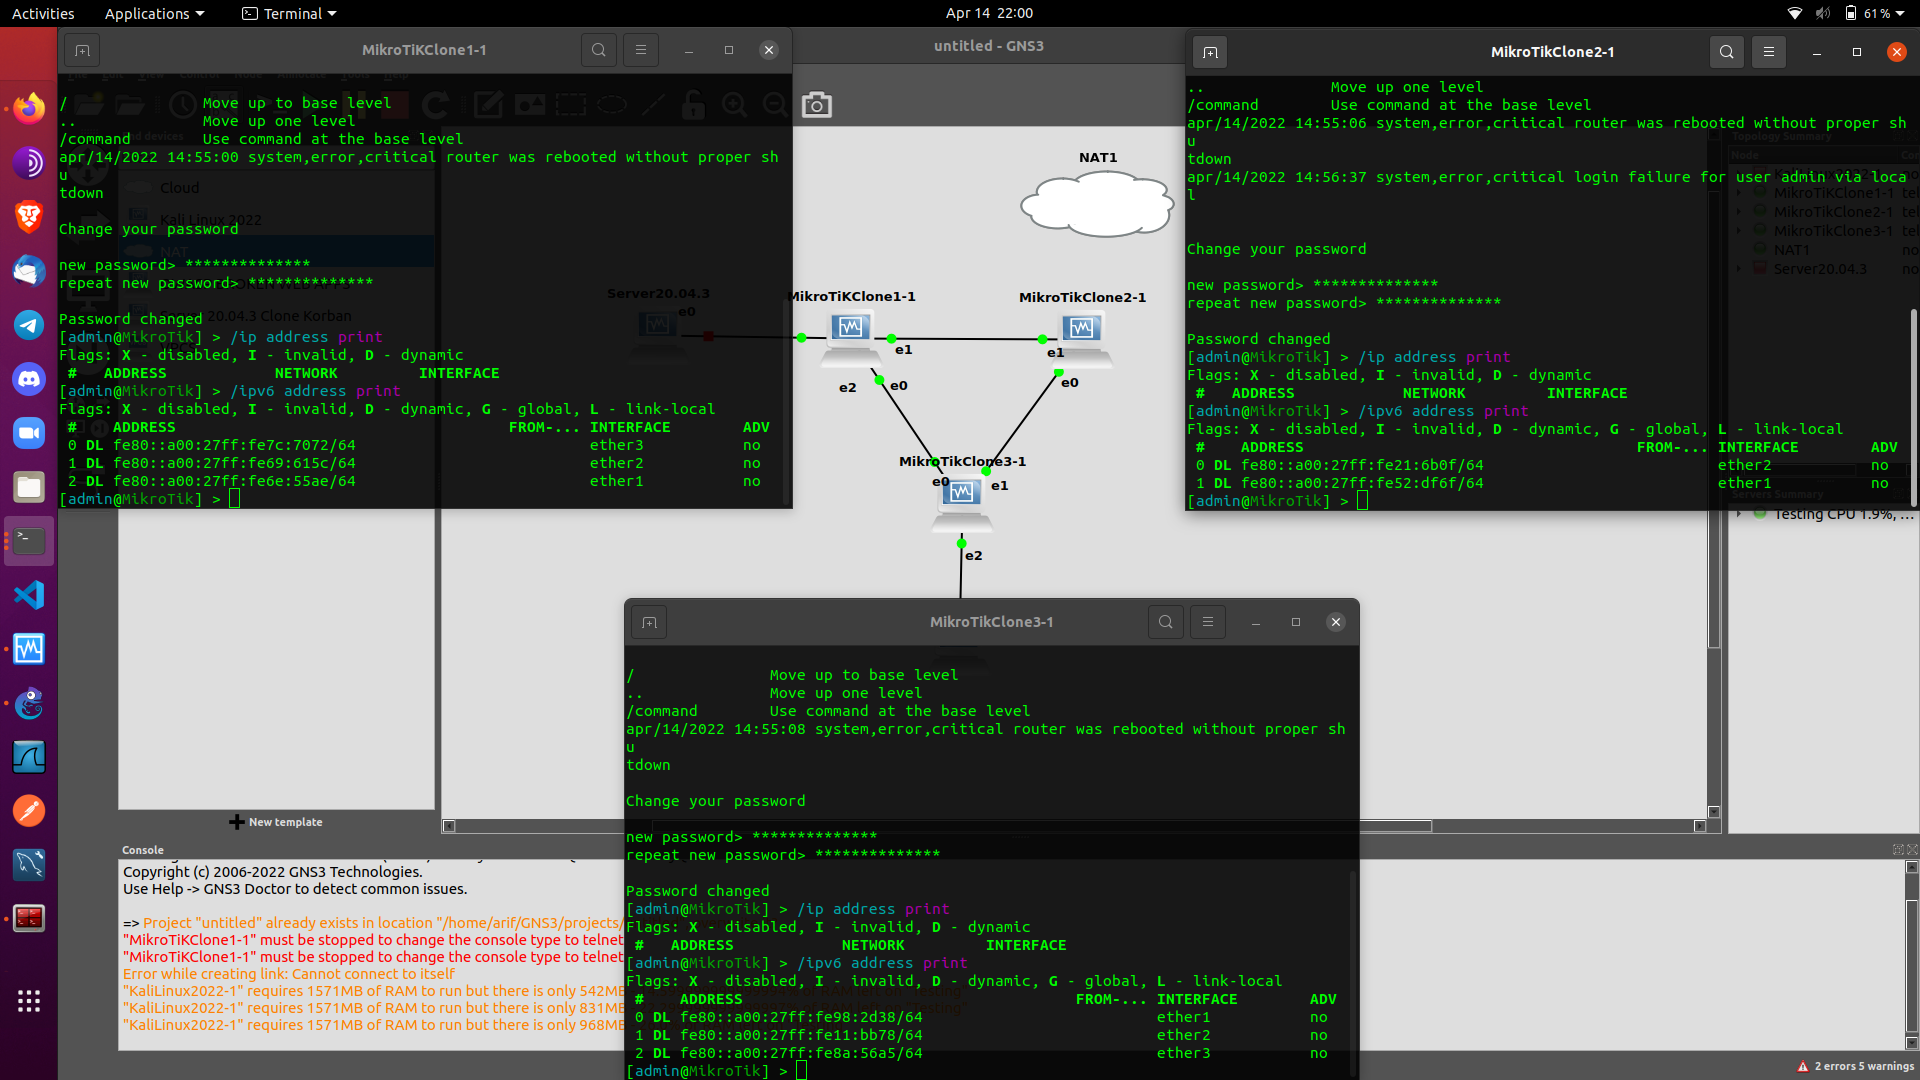 Activities
Applications
Terminal
Apr 14 22:00
61 %
MikroTiKClone1-1
/ Move up to base level
.. Move up one level
/command Use command at the base level
apr/14/2022 14:55:00 system,error,critical router was rebooted without proper sh
u
tdown
Change your password
new password> **************
repeat new password> **************
Password changed
[admin@MikroTik] > /ip address print
Flags: X - disabled, I - invalid, D - dynamic
# ADDRESS NETWORK INTERFACE
[admin@MikroTik] > /ipv6 address print
Flags: X - disabled, I - invalid, D - dynamic, G - global, L - link-local
# ADDRESS FROM-... INTERFACE ADV
0 DL fe80::a00:27ff:fe7c:7072/64 ether3 no
1 DL fe80::a00:27ff:fe69:615c/64 ether2 no
2 DL fe80::a00:27ff:fe6e:55ae/64 ether1 no
[admin@MikroTik] >
Cloud
Kali Linux 2022
NAT
20.04.3 Clone Korban
Server20.04.3
e0
untitled - GNS3
NAT1
MikroTiKClone1-1
MikroTikClone2-1
e1
e1
e2
e0
e0
MikroTikClone3-1
e0
e1
e2
MikroTikClone2-1
.. Move up one level
/command Use command at the base level
apr/14/2022 14:55:06 system,error,critical router was rebooted without proper sh
u
tdown
apr/14/2022 14:56:37 system,error,critical login failure for user admin via loca
l
Change your password
new password> **************
repeat new password> **************
Password changed
[admin@MikroTik] > /ip address print
Flags: X - disabled, I - invalid, D - dynamic
# ADDRESS NETWORK INTERFACE
[admin@MikroTik] > /ipv6 address print
Flags: X - disabled, I - invalid, D - dynamic, G - global, L - link-local
# ADDRESS FROM-... INTERFACE ADV
0 DL fe80::a00:27ff:fe21:6b0f/64 ether2 no
1 DL fe80::a00:27ff:fe52:df6f/64 ether1 no
[admin@MikroTik] >
Topology Summary
Node
MikroTiKClone1-1 tel
MikroTikClone2-1 tel
MikroTikClone3-1 tel
NAT1 no
Server20.04.3 no
Servers Summary
Testing CPU 1.9%, ...
MikroTikClone3-1
/ Move up to base level
.. Move up one level
/command Use command at the base level
apr/14/2022 14:55:08 system,error,critical router was rebooted without proper sh
u
tdown
Change your password
new password> **************
repeat new password> **************
Password changed
[admin@MikroTik] > /ip address print
Flags: X - disabled, I - invalid, D - dynamic
# ADDRESS NETWORK INTERFACE
[admin@MikroTik] > /ipv6 address print
Flags: X - disabled, I - invalid, D - dynamic, G - global, L - link-local
# ADDRESS FROM-... INTERFACE ADV
0 DL fe80::a00:27ff:fe98:2d38/64 ether1 no
1 DL fe80::a00:27ff:fe11:bb78/64 ether2 no
2 DL fe80::a00:27ff:fe8a:56a5/64 ether3 no
[admin@MikroTik] >
New template
Console
Copyright (c) 2006-2022 GNS3 Technologies.
Use Help -> GNS3 Doctor to detect common issues.
=> Project "untitled" already exists in location "/home/arif/GNS3/projects/
"MikroTiKClone1-1" must be stopped to change the console type to telnet
"MikroTiKClone1-1" must be stopped to change the console type to telnet
Error while creating link: Cannot connect to itself
"KaliLinux2022-1" requires 1571MB of RAM to run but there is only 542MB
"KaliLinux2022-1" requires 1571MB of RAM to run but there is only 831MB
"KaliLinux2022-1" requires 1571MB of RAM to run but there is only 968MB
2 errors 5 warnings